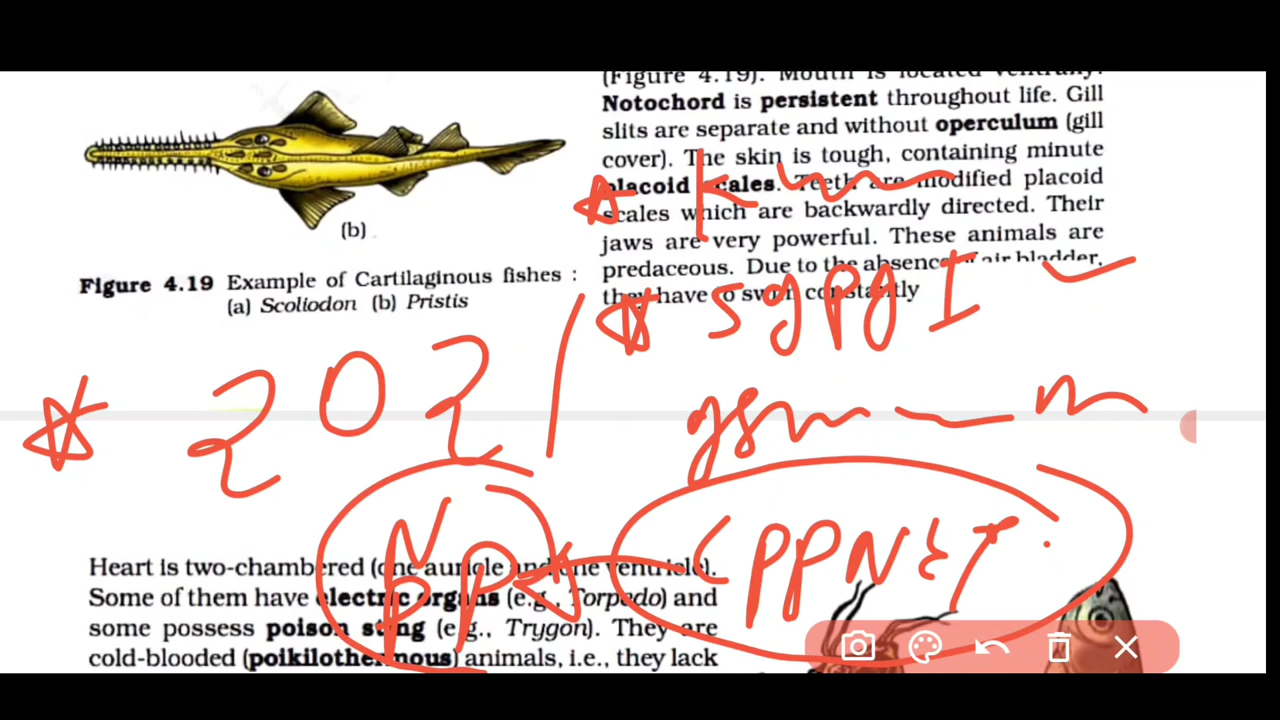 (b)
Figure 4.19 Example of Cartilaginous fishes :
(a) Scoliodon (b) Pristis
(Figure 4.19). Mouth is located ventrally.
Notochord is persistent throughout life. Gill
slits are separate and without operculum (gill
cover). The skin is tough, containing minute
placoid scales. Teeth are modified placoid
scales which are backwardly directed. Their
jaws are very powerful. These animals are
predaceous. Due to the absence of air bladder,
they have to swim constantly
K
SgpgI
2021
Heart is two-chambered (one auricle and one ventricle).
Some of them have electric organs (e.g., Torpedo) and
some possess poison sting (e.g., Trygon). They are
cold-blooded (poikilothermous) animals, i.e., they lack